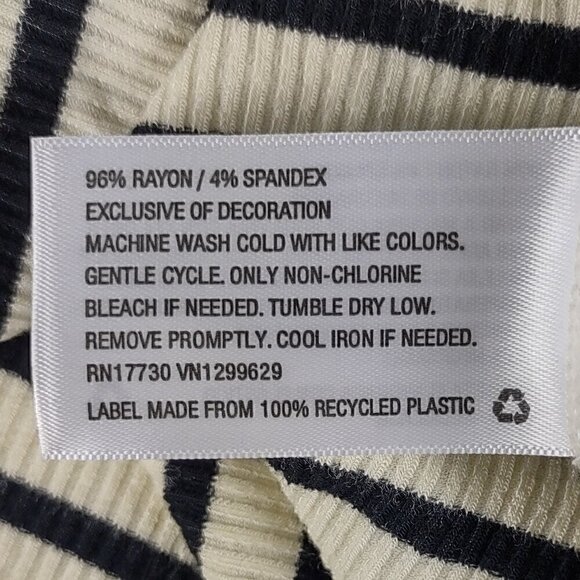 96% RAYON / 4% SPANDEX
EXCLUSIVE OF DECORATION
MACHINE WASH COLD WITH LIKE COLORS.
GENTLE CYCLE. ONLY NON-CHLORINE
BLEACH IF NEEDED. TUMBLE DRY LOW.
REMOVE PROMPTLY. COOL IRON IF NEEDED.
RN17730 VN1299629
LABEL MADE FROM 100% RECYCLED PLASTIC